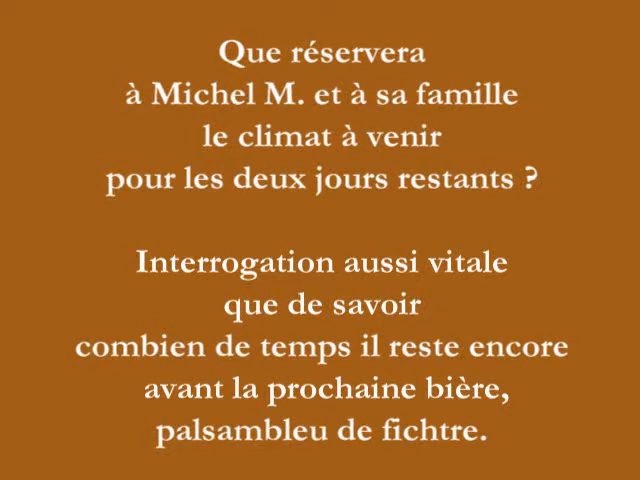 Que réservera
à Michel M. et à sa famille
le climat à venir
pour les deux jours restants ?
Interrogation aussi vitale
que de savoir
combien de temps il reste encore
avant la prochaine bière,
palsambleu de fichtre.